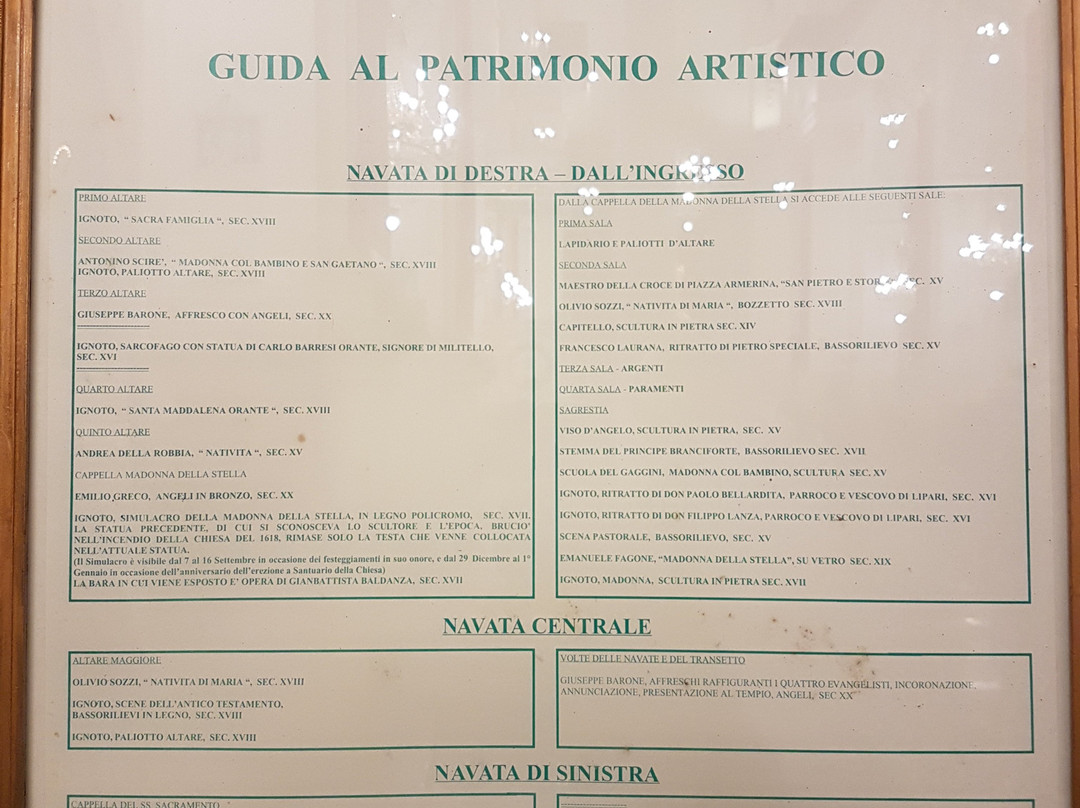 GUIDA AL PATRIMONIO ARTISTICO
NAVATA DI DESTRA – DALL'INGRESSO
PRIMO ALTARE
IGNOTO, “ SACRA FAMIGLIA “, SEC. XVIII
SECONDO ALTARE
ANTONINO SCIRE', “ MADONNA COL BAMBINO E SAN GAETANO “, SEC. XVIII
IGNOTO, PALIOTTO ALTARE, SEC. XVIII
TERZO ALTARE
GIUSEPPE BARONE, AFFRESCO CON ANGELI, SEC. XX
IGNOTO, SARCOFAGO CON STATUA DI CARLO BARRESI ORANTE, SIGNORE DI MILITELLO,
SEC. XVI
QUARTO ALTARE
IGNOTO, “ SANTA MADDALENA ORANTE “, SEC. XVIII
QUINTO ALTARE
ANDREA DELLA ROBBIA, “ NATIVITA “, SEC. XV
CAPPELLA MADONNA DELLA STELLA
EMILIO GRECO, ANGELI IN BRONZO, SEC. XX
IGNOTO, SIMULACRO DELLA MADONNA DELLA STELLA, IN LEGNO POLICROMO, SEC. XVII.
LA STATUA PRECEDENTE, DI CUI SI SCONOSCEVA LO SCULTORE E L'EPOCA, BRUCIO'
NELL'INCENDIO DELLA CHIESA DEL 1618, RIMASE SOLO LA TESTA CHE VENNE COLLOCATA
NELL'ATTUALE STATUA.
(Il Simulacro è visibile dal 7 al 16 Settembre in occasione dei festeggiamenti in suo onore, e dal 29 Dicembre al 1°
Gennaio in occasione dell'anniversario dell'erezione a Santuario della Chiesa)
LA BARA IN CUI VIENE ESPOSTO E' OPERA DI GIANBATTISTA BALDANZA, SEC. XVII
DALLA CAPPELLA DELLA MADONNA DELLA STELLA SI ACCEDE ALLE SEGUENTI SALE:
PRIMA SALA
LAPIDARIO E PALIOTTI D'ALTARE
SECONDA SALA
MAESTRO DELLA CROCE DI PIAZZA ARMERINA, “SAN PIETRO E SEC. XV
OLIVIO SOZZI, “ NATIVITA DI MARIA “, BOZZETTO SEC. XVIII
CAPITELLO, SCULTURA IN PIETRA SEC. XIV
FRANCESCO LAURANA, RITRATTO DI PIETRO SPECIALE, BASSORILIEVO SEC. XV
TERZA SALA - ARGENTI
QUARTA SALA - PARAMENTI
SAGRESTIA
VISO D'ANGELO, SCULTURA IN PIETRA, SEC. XV
STEMMA DEL PRINCIPE BRANCIFORTE, BASSORILIEVO SEC. XVII
SCUOLA DEL GAGGINI, MADONNA COL BAMBINO, SCULTURA SEC. XV
IGNOTO, RITRATTO DI DON PAOLO BELLARDITA, PARROCO E VESCOVO DI LIPARI, SEC. XVI
IGNOTO, RITRATTO DI DON FILIPPO LANZA, PARROCO E VESCOVO DI LIPARI, SEC. XVI
SCENA PASTORALE, BASSORILIEVO, SEC. XV
EMANUELE FAGONE, “MADONNA DELLA STELLA”, SU VETRO SEC. XIX
IGNOTO, MADONNA, SCULTURA IN PIETRA SEC. XVII
NAVATA CENTRALE
ALTARE MAGGIORE
OLIVIO SOZZI, “ NATIVITA DI MARIA “, SEC. XVIII
IGNOTO, SCENE DELL'ANTICO TESTAMENTO,
BASSORILIEVI IN LEGNO, SEC. XVIII
IGNOTO, PALIOTTO ALTARE, SEC. XVIII
VOLTE DELLE NAVATE E DEL TRANSETTO
GIUSEPPE BARONE, AFFRESCHI RAFFIGURANTI I QUATTRO EVANGELISTI, INCORONAZIONE,
ANNUNCIAZIONE, PRESENTAZIONE AL TEMPIO, ANGELI, SEC XX
NAVATA DI SINISTRA
CAPPELLA DEL SS. SACRAMENTO